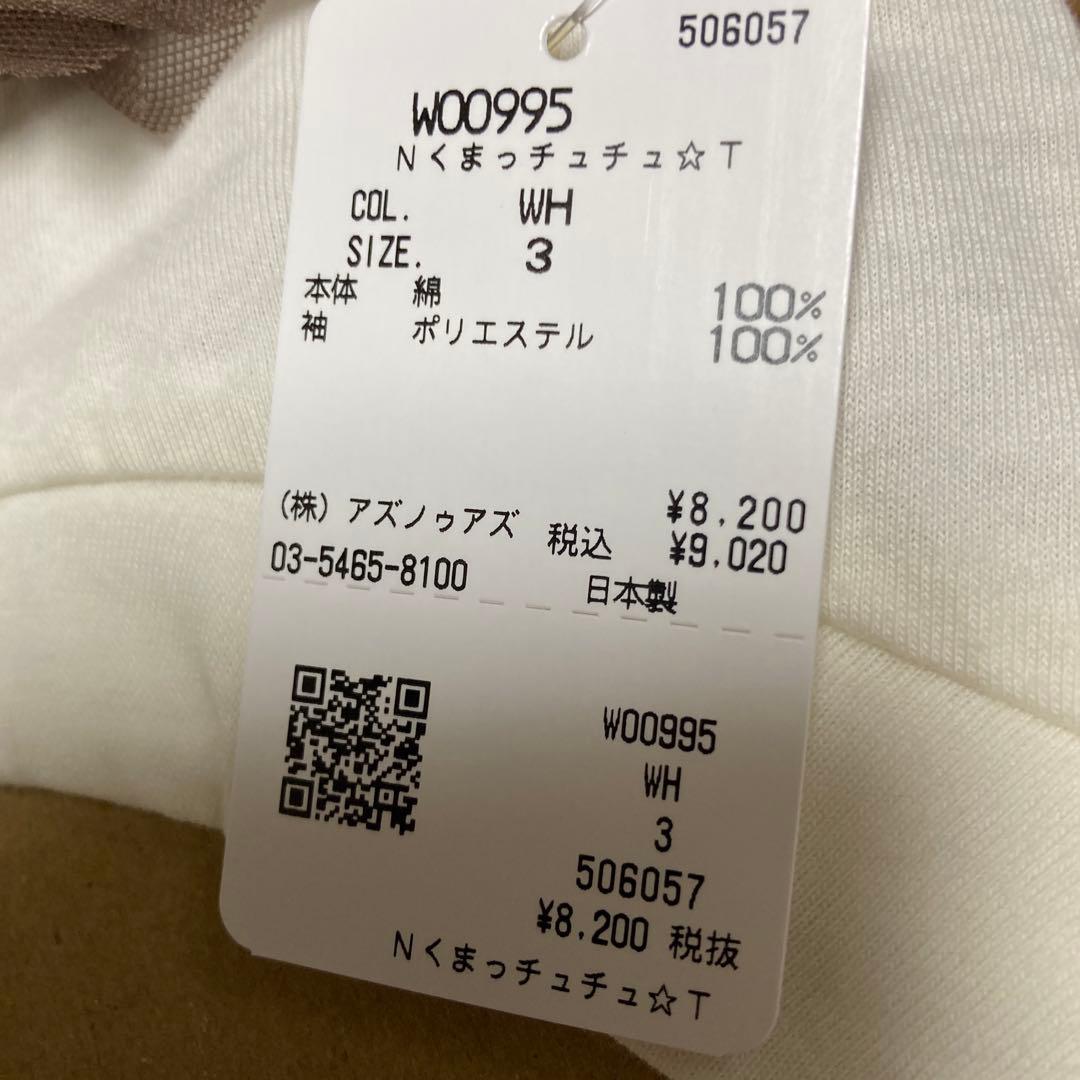 506057
W00995
Nくまっチュチュ☆T
COL. WH
SIZE. 3
本体 綿 100%
袖 ポリエステル 100%
¥8,200
(株)アズノゥアズ 税込 ¥9,020
03-5465-8100 日本製
W00995
WH
3
506057
¥8,200 税抜
Nくまっチュチュ☆T